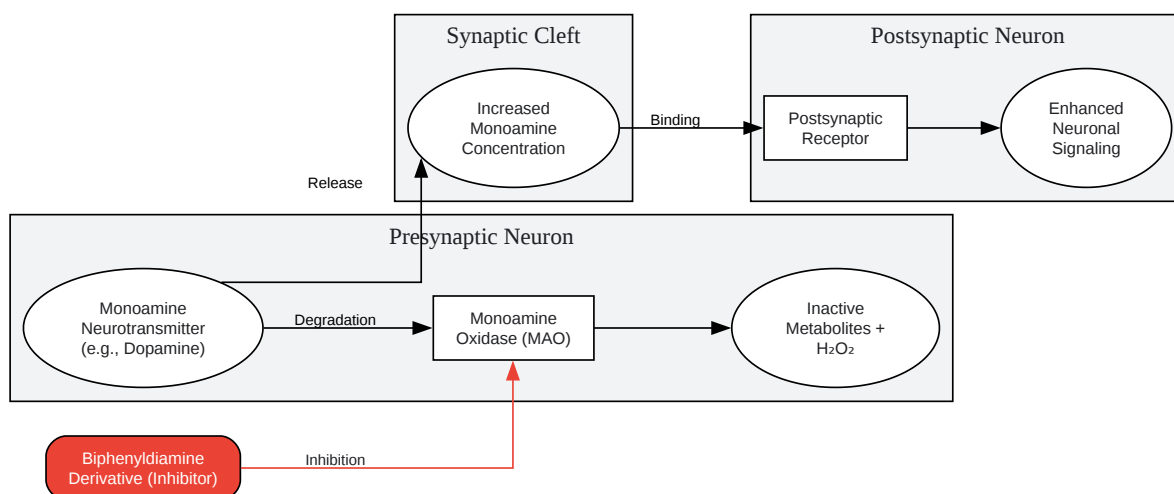 Synaptic Cleft
Postsynaptic Neuron
Increased
Monoamine
Concentration
Binding
Postsynaptic
Receptor
Enhanced
Neuronal
Signaling
Release
Presynaptic Neuron
Monoamine
Neurotransmitter
(e.g., Dopamine)
Degradation
Monoamine
Oxidase (MAO)
Inactive
Metabolites +
H₂O₂
Biphenyldiamine
Derivative (Inhibitor)
Inhibition